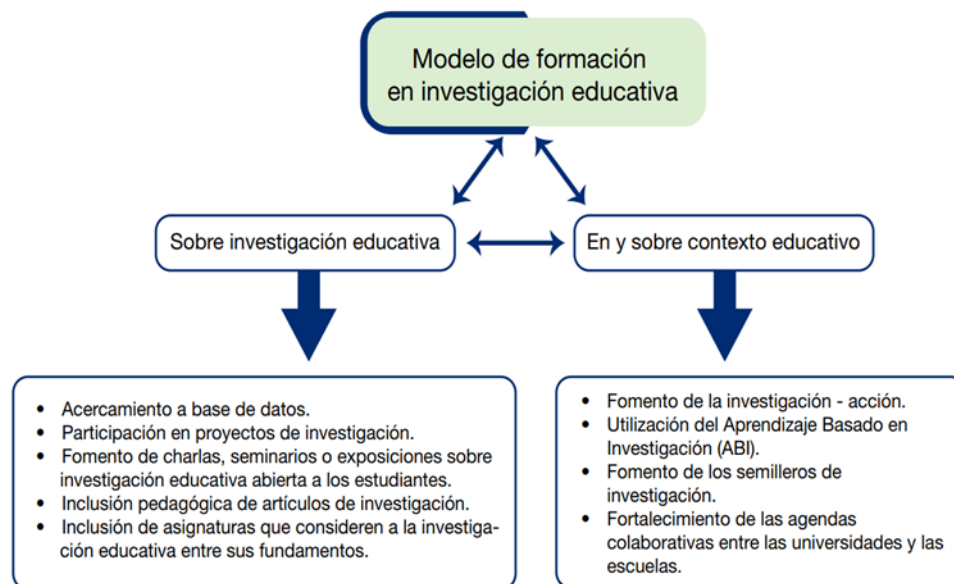 Modelo de formación
en investigación educativa
Sobre investigación educativa
En y sobre contexto educativo
• Acercamiento a base de datos.
• Participación en proyectos de investigación.
• Fomento de charlas, seminarios o exposiciones sobre
investigación educativa abierta a los estudiantes.
• Inclusión pedagógica de artículos de investigación.
• Inclusión de asignaturas que consideren a la investiga-
ción educativa entre sus fundamentos.
• Fomento de la investigación - acción.
• Utilización del Aprendizaje Basado en
Investigación (ABI).
• Fomento de los semilleros de
investigación.
• Fortalecimiento de las agendas
colaborativas entre las universidades y las
escuelas.